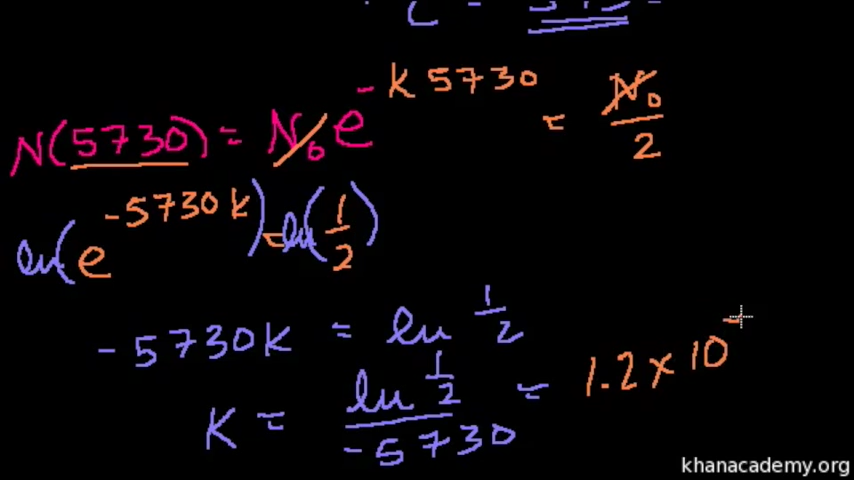 N(5730) = N₀ e^(-k 5730) = N₀/2
ln(e^(-5730k)) = ln(1/2)
-5730k = ln 1/2
K = ln 1/2 / -5730 = 1.2 × 10^-
khanacademy.org